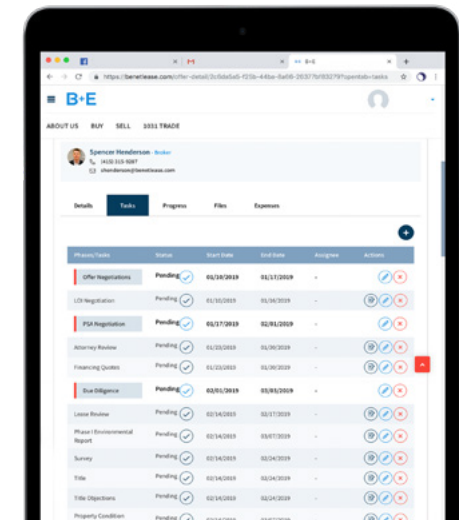 B+E
https://benetlease.com/offer-detail/
B+E
ABOUT US BUY SELL 1031 TRADE
Spencer Henderson - Broker
(415) 315-9287
shenderson@benetlease.com
Details Tasks Progress Files Expenses
Phases/Tasks Status Start Date End Date Assignee Actions
Offer Negotiations Pending 01/10/2019 01/17/2019 -
LOI Negotiation Pending 01/10/2019 01/16/2019 -
PSA Negotiation Pending 01/17/2019 02/01/2019 -
Attorney Review Pending 01/23/2019 01/30/2019 -
Financing Quotes Pending 01/23/2019 01/30/2019 -
Due Diligence Pending 02/01/2019 03/03/2019 -
Lease Review Pending 02/14/2019 02/17/2019 -
Phase I Environmental
Report Pending 02/14/2019 03/07/2019 -
Survey Pending 02/14/2019 02/24/2019 -
Title Pending 02/14/2019 02/24/2019 -
Title Objections Pending 02/14/2019 02/24/2019 -
Property Condition Pending